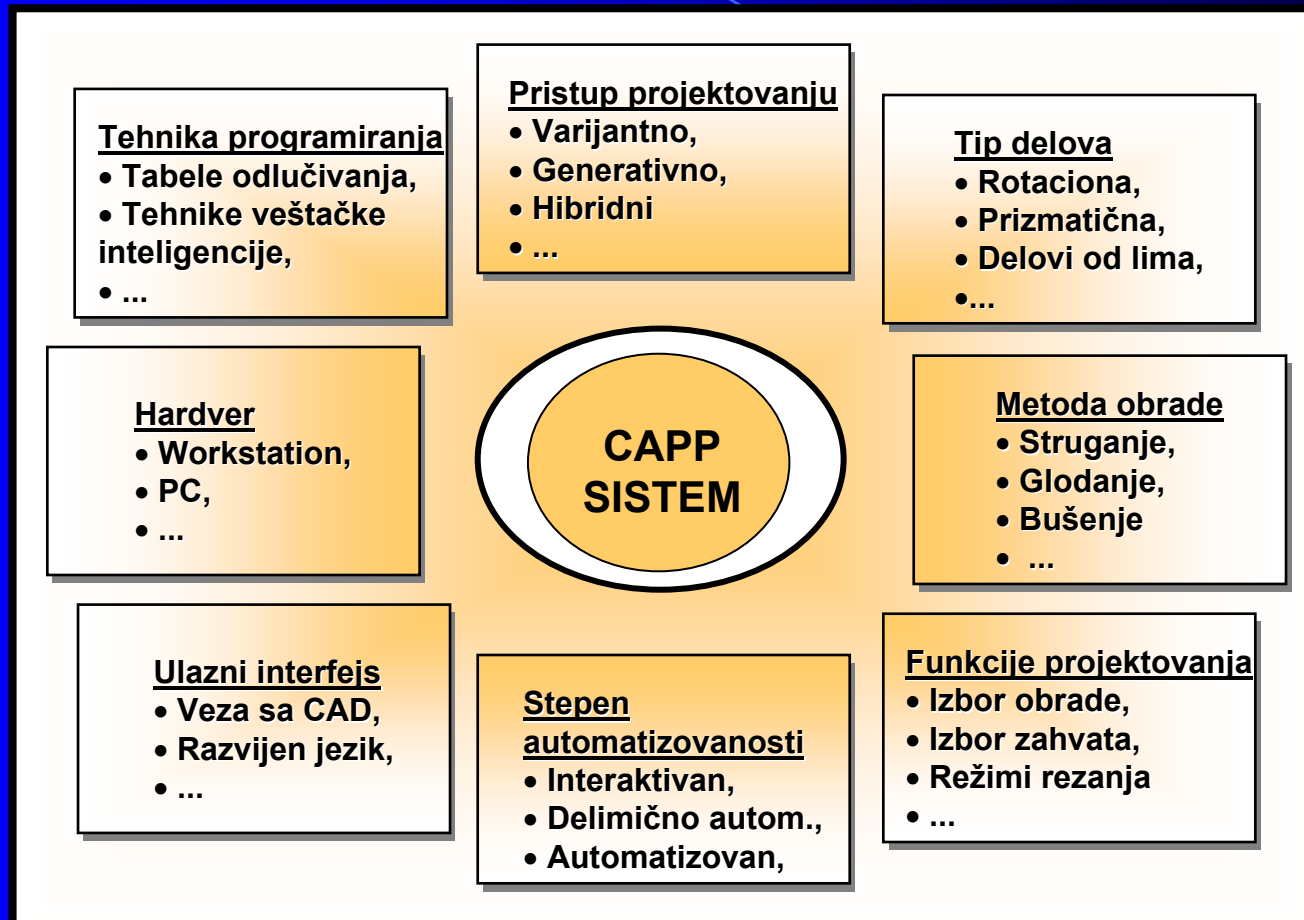 Tehnika programiranja
• Tabele odlučivanja,
• Tehnike veštačke
inteligencije,
• ...
Pristup projektovanju
• Varijantno,
• Generativno,
• Hibridni
• ...
Tip delova
• Rotaciona,
• Prizmatična,
• Delovi od lima,
•...
Hardver
• Workstation,
• PC,
• ...
CAPP
SISTEM
Metoda obrade
• Struganje,
• Glodanje,
• Bušenje
• ...
Ulazni interfejs
• Veza sa CAD,
• Razvijen jezik,
• ...
Stepen
automatizovanosti
• Interaktivan,
• Delimično autom.,
• Automatizovan,
Funkcije projektovanja
• Izbor obrade,
• Izbor zahvata,
• Režimi rezanja
• ...